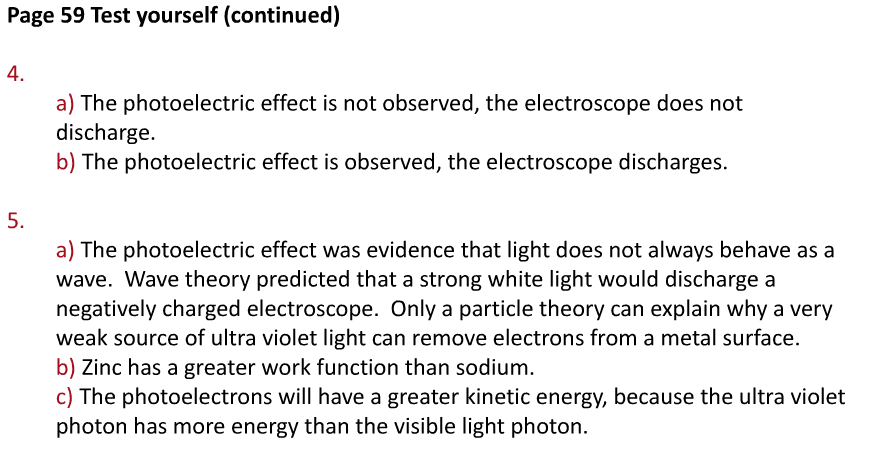 Page 59 Test yourself (continued)
4.
a) The photoelectric effect is not observed, the electroscope does not
discharge.
b) The photoelectric effect is observed, the electroscope discharges.
5.
a) The photoelectric effect was evidence that light does not always behave as a
wave.  Wave theory predicted that a strong white light would discharge a
negatively charged electroscope.  Only a particle theory can explain why a very
weak source of ultra violet light can remove electrons from a metal surface.
b) Zinc has a greater work function than sodium.
c) The photoelectrons will have a greater kinetic energy, because the ultra violet
photon has more energy than the visible light photon.